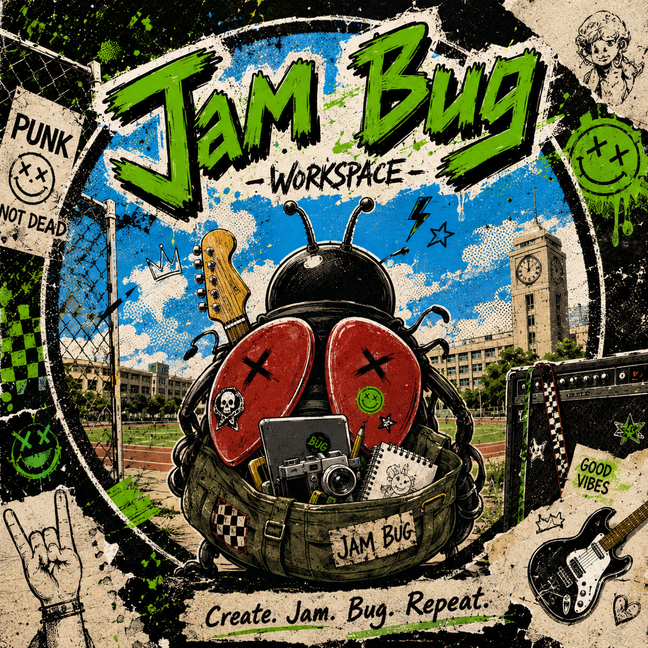 Jam Bug
-WORKSPACE-
PUNK
NOT DEAD
BUG
JAM BUG
GOOD
VIBES
Create. Jam. Bug. Repeat.